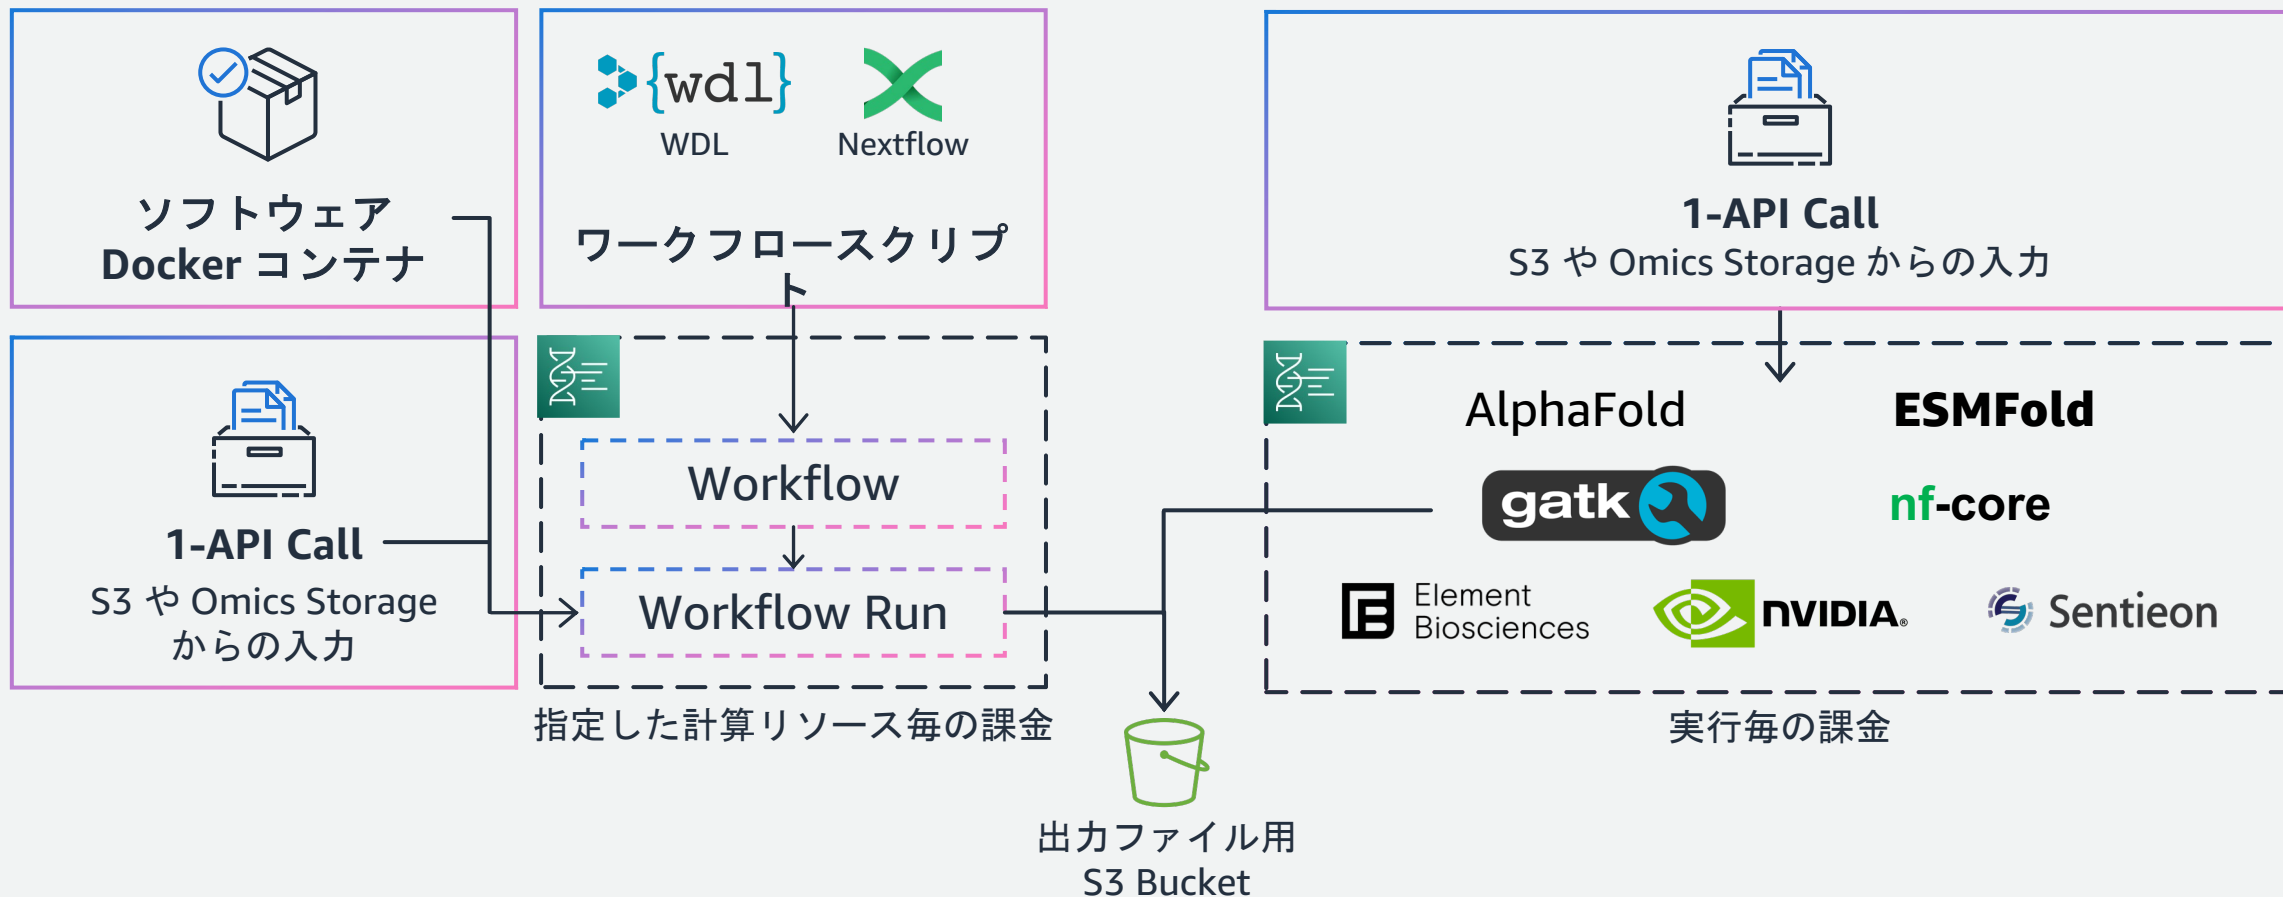 ソフトウェア
Docker コンテナ
{wdl}
WDL
Nextflow
ワークフロースクリプ
ト
1-API Call
S3 や Omics Storage からの入力
1-API Call
S3 や Omics Storage
からの入力
Workflow
Workflow Run
指定した計算リソース毎の課金
AlphaFold
ESMFold
gatk
nf-core
Element
Biosciences
NVIDIA®
Sentieon
実行毎の課金
出力ファイル用
S3 Bucket